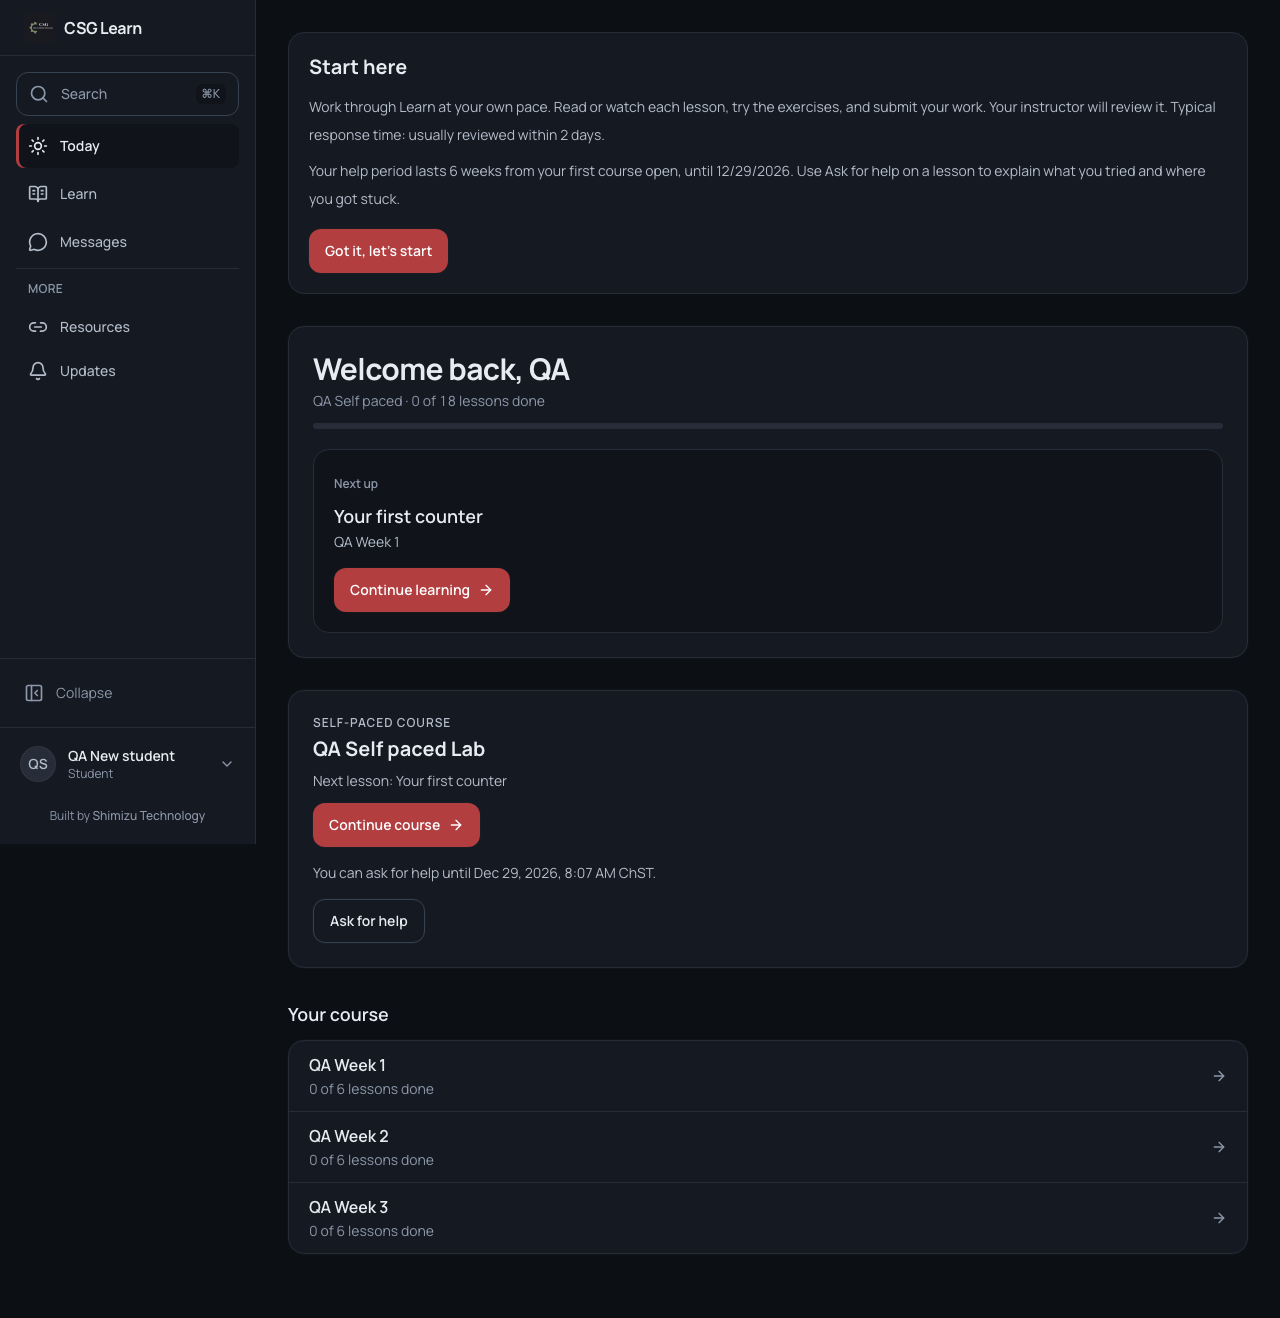 CSG Learn
Search ⌘K
Today
Learn
Messages
MORE
Resources
Updates
Collapse
QS
QA New student
Student
Built by Shimizu Technology
Start here
Work through Learn at your own pace. Read or watch each lesson, try the exercises, and submit your work. Your instructor will review it. Typical
response time: usually reviewed within 2 days.
Your help period lasts 6 weeks from your first course open, until 12/29/2026. Use Ask for help on a lesson to explain what you tried and where
you got stuck.
Got it, let's start
Welcome back, QA
QA Self paced · 0 of 18 lessons done
Next up
Your first counter
QA Week 1
Continue learning
SELF-PACED COURSE
QA Self paced Lab
Next lesson: Your first counter
Continue course
You can ask for help until Dec 29, 2026, 8:07 AM ChST.
Ask for help
Your course
QA Week 1
0 of 6 lessons done
QA Week 2
0 of 6 lessons done
QA Week 3
0 of 6 lessons done